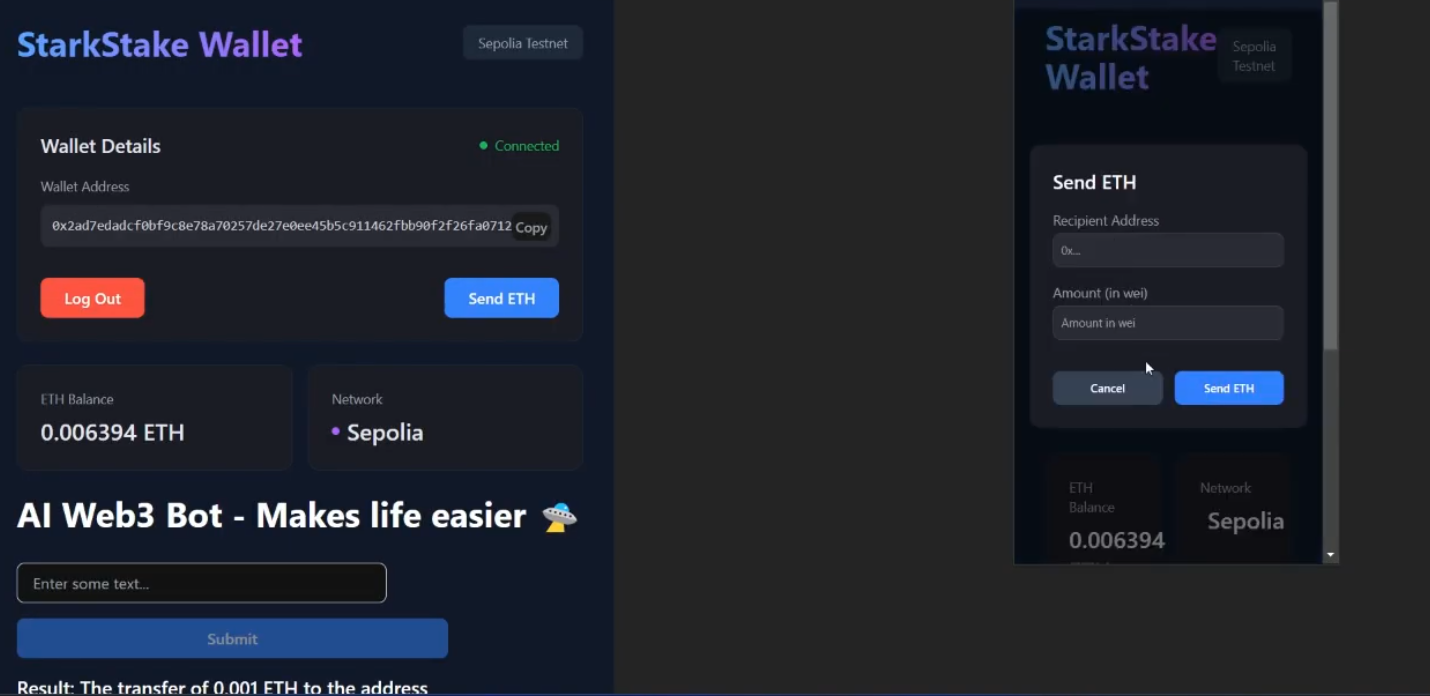 StarkStake Wallet
Sepolia Testnet
Wallet Details
Connected
Wallet Address
0x2ad7edadcf0bf9c8e78a70257de27e0ee45b5c911462fbb90f2f26fa0712
Copy
Log Out
Send ETH
ETH Balance
0.006394 ETH
Network
Sepolia
AI Web3 Bot - Makes life easier 🛸
Enter some text...
Submit
Result: The transfer of 0.001 ETH to the address
StarkStake
Wallet
Sepolia
Testnet
Send ETH
Recipient Address
0x...
Amount (in wei)
Amount in wei
Cancel
Send ETH
ETH
Balance
0.006394
Network
Sepolia